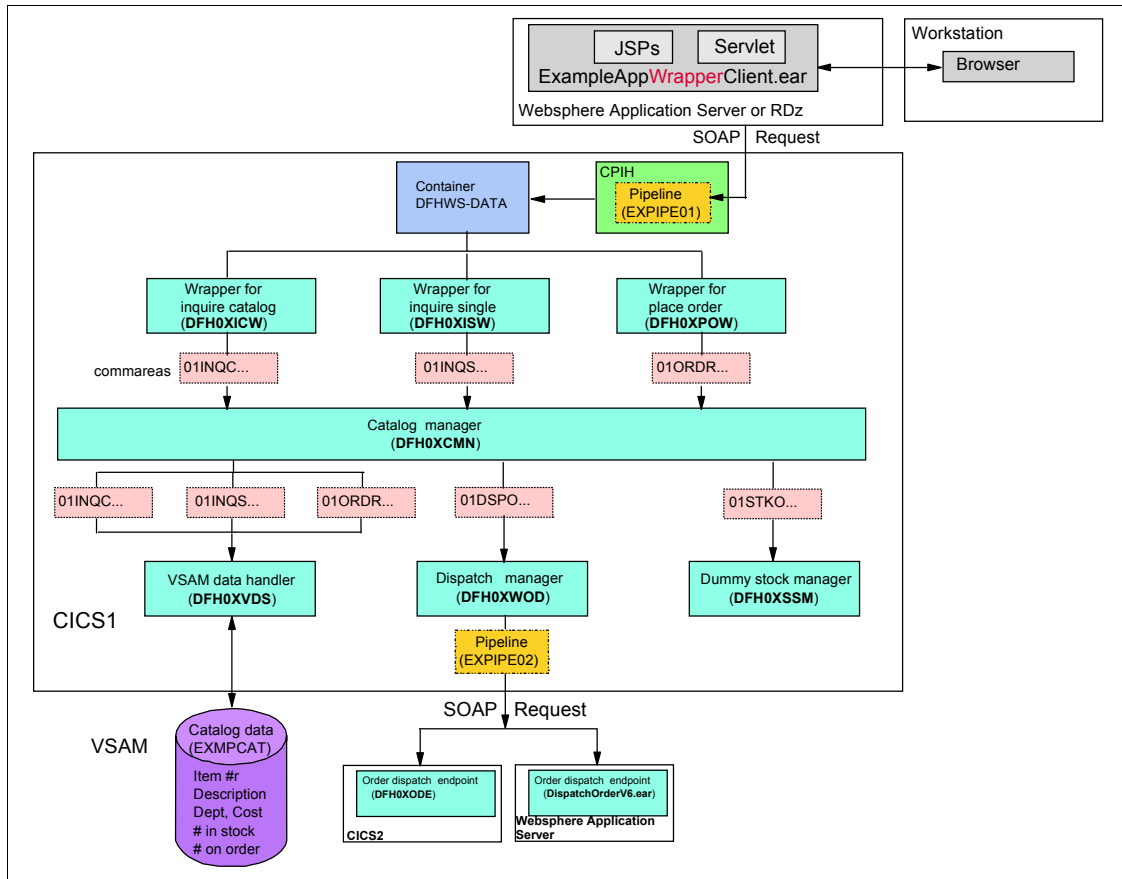 JSPs
Servlet
ExampleAppWrapperClient.ear
Websphere Application Server or RDz
Workstation
Browser
SOAP Request
Container
DFHWS-DATA
CPIH
Pipeline
(EXPIPE01)
Wrapper for
inquire catalog
(DFH0XICW)
Wrapper for
inquire single
(DFH0XISW)
Wrapper for
place order
(DFH0XPOW)
commareas
01INQC...
01INQS...
01ORDR...
Catalog manager
(DFH0XCMN)
01INQC...
01INQS...
01ORDR...
01DSPO...
01STKO...
VSAM data handler
(DFH0XVDS)
Dispatch manager
(DFH0XWOD)
Dummy stock manager
(DFH0XSSM)
CICS1
Pipeline
(EXPIPE02)
SOAP Request
VSAM
Catalog data
(EXMPCAT)
Item #r
Description
Dept, Cost
# in stock
# on order
Order dispatch endpoint
(DFH0XODE)
CICS2
Order dispatch endpoint
(DispatchOrderV6.ear)
Websphere Application
Server